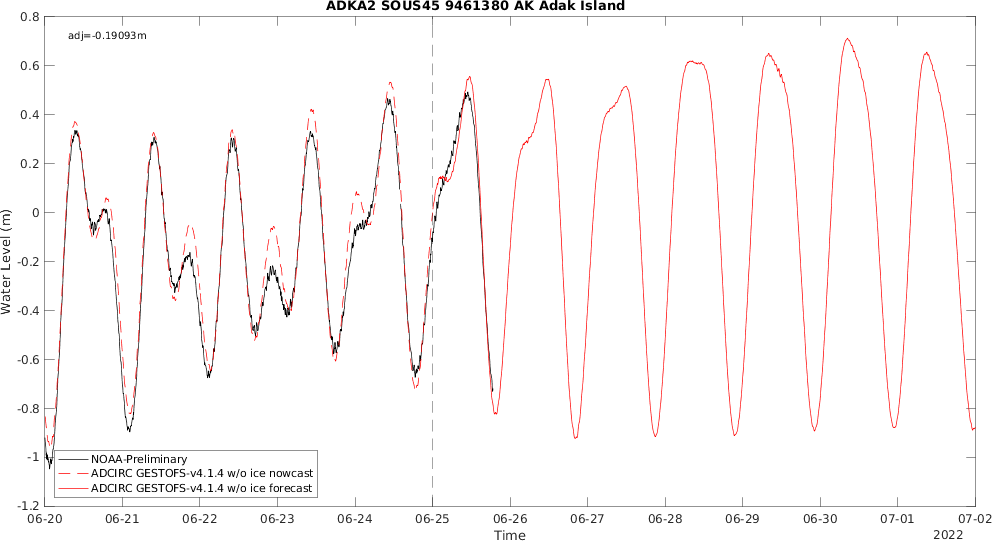 ADKA2 SOUS45 9461380 AK Adak Island
adj=-0.19093m
0.8
0.6
0.4
0.2
0
-0.2
-0.4
-0.6
-0.8
-1
-1.2
Water Level (m)
NOAA-Preliminary
ADCIRC GESTOFS-v4.1.4 w/o ice nowcast
ADCIRC GESTOFS-v4.1.4 w/o ice forecast
06-20 06-21 06-22 06-23 06-24 06-25 06-26 06-27 06-28 06-29 06-30 07-01 07-02
Time
2022